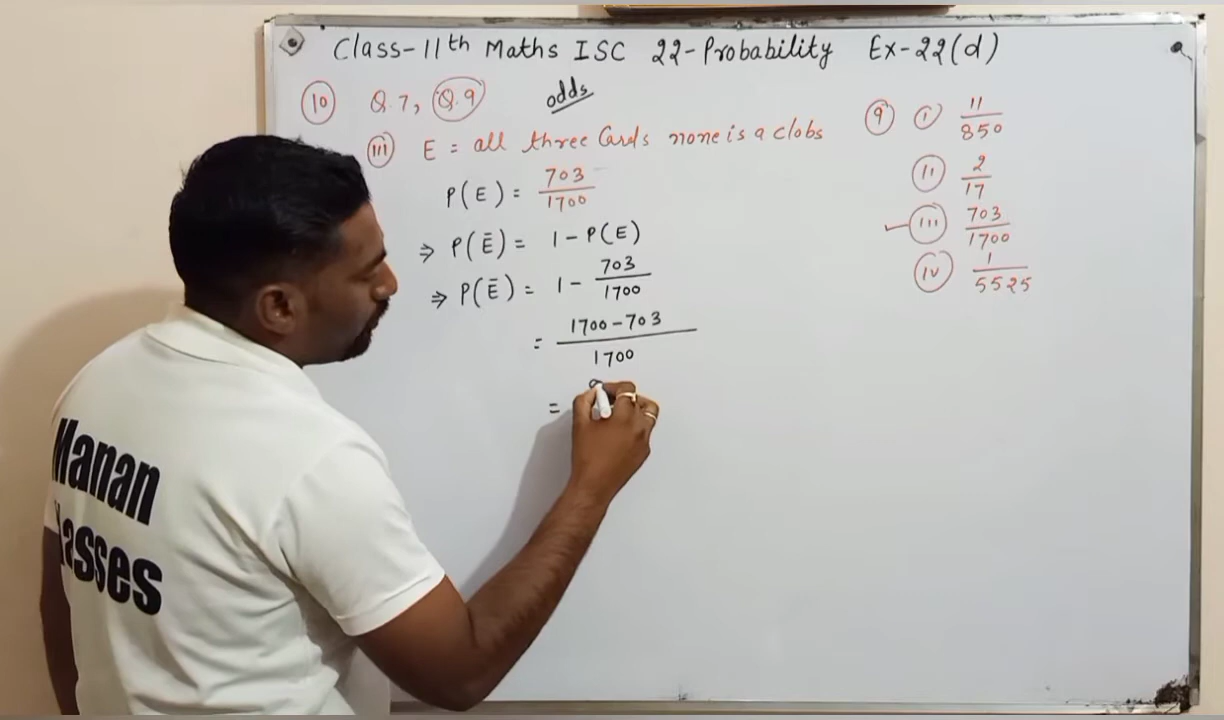 Class-11th Maths ISC 22-Probability Ex-22(d)
10 Q.7, Q.9 odds
(iii) E = all three Cards none is a clobs
P(E) = 703/1700
⇒ P(Ē) = 1 - P(E)
⇒ P(Ē) = 1 - 703/1700
= 1700-703/1700
=
9 (i) 11/850
(ii) 2/17
(iii) 703/1700
(iv) 1/5525
Manan
lasses